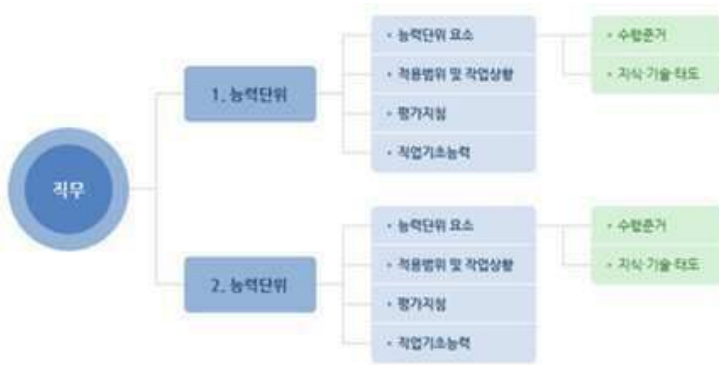 직무
1. 능력단위
• 능력단위 요소
• 적용범위 및 작업상황
• 평가지침
• 직업기초능력
• 수행준거
• 지식·기술·태도
2. 능력단위
• 능력단위 요소
• 적용범위 및 작업상황
• 평가지침
• 직업기초능력
• 수행준거
• 지식·기술·태도